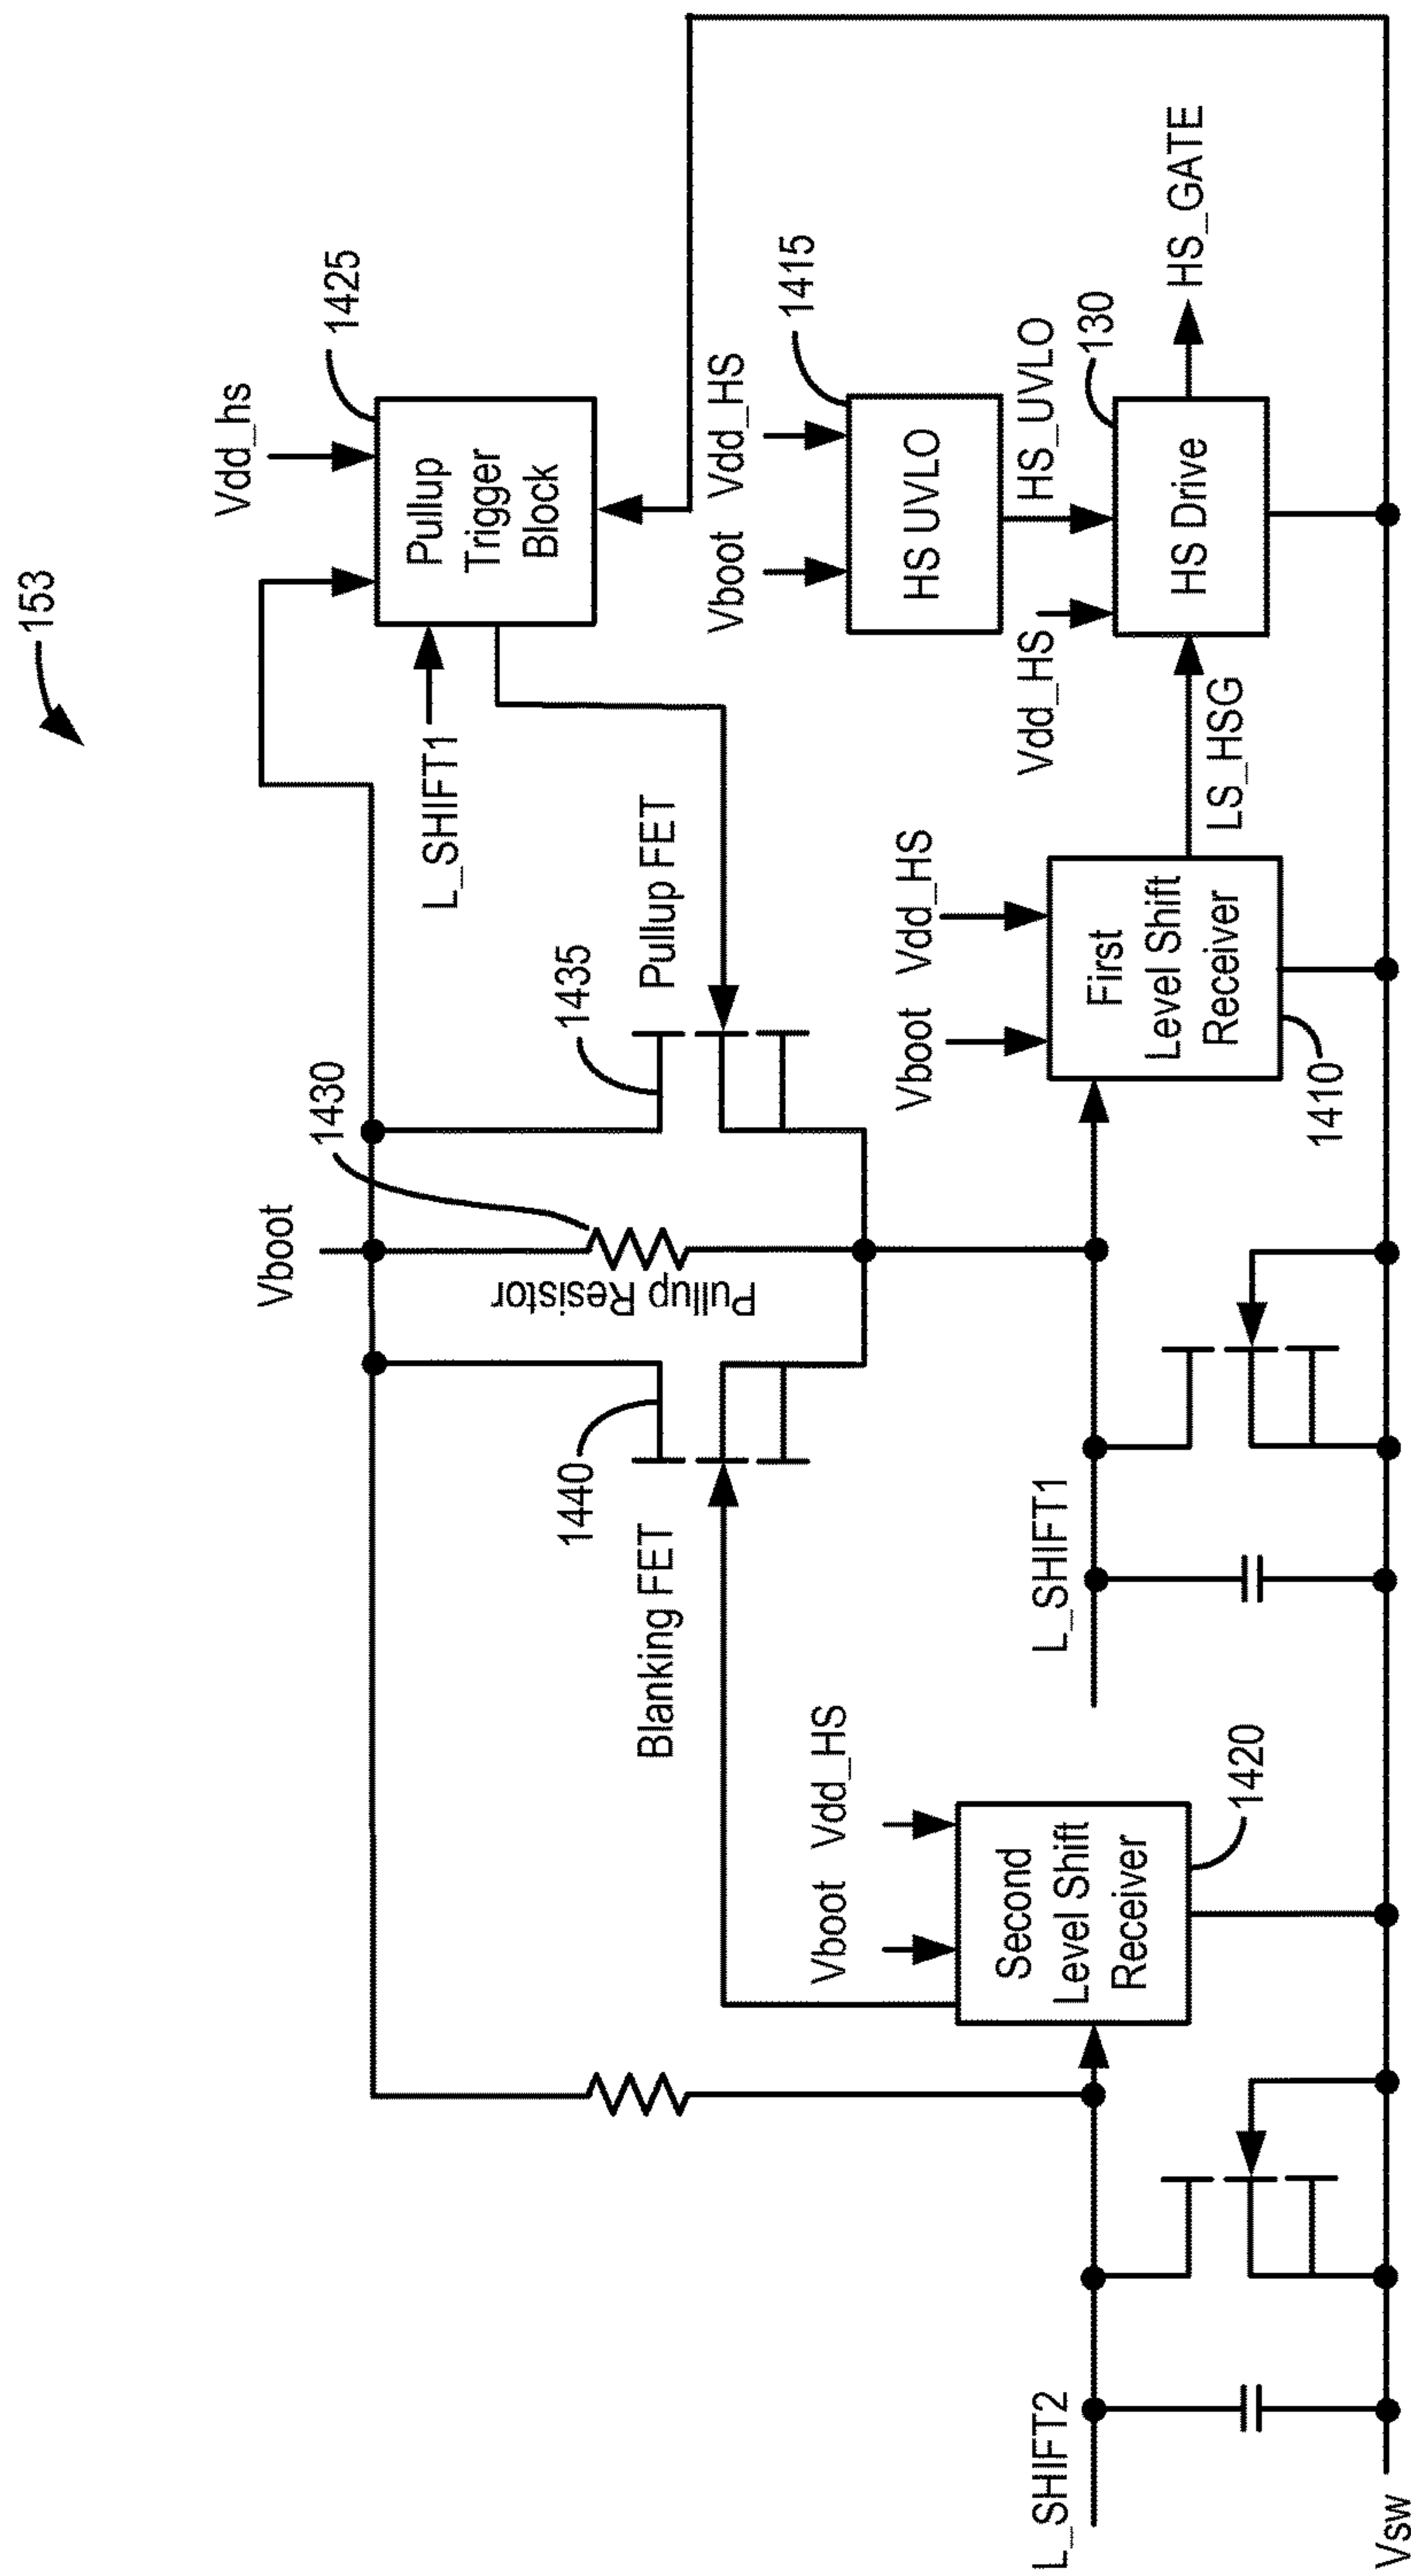 153
Vdd_hs
1425
Pullup
Trigger
Block
L_SHIFT1
Vboot
1430
Pullup Resistor
1435
Pullup FET
1440
Blanking FET
Vboot
Vdd_HS
1415
HS UVLO
HS_UVLO
Vdd_HS
130
HS Drive
HS_GATE
LS_HSG
Vboot
Vdd_HS
First
Level Shift
Receiver
1410
L_SHIFT1
Vboot
Vdd_HS
Second
Level Shift
Receiver
1420
L_SHIFT2
Vsw